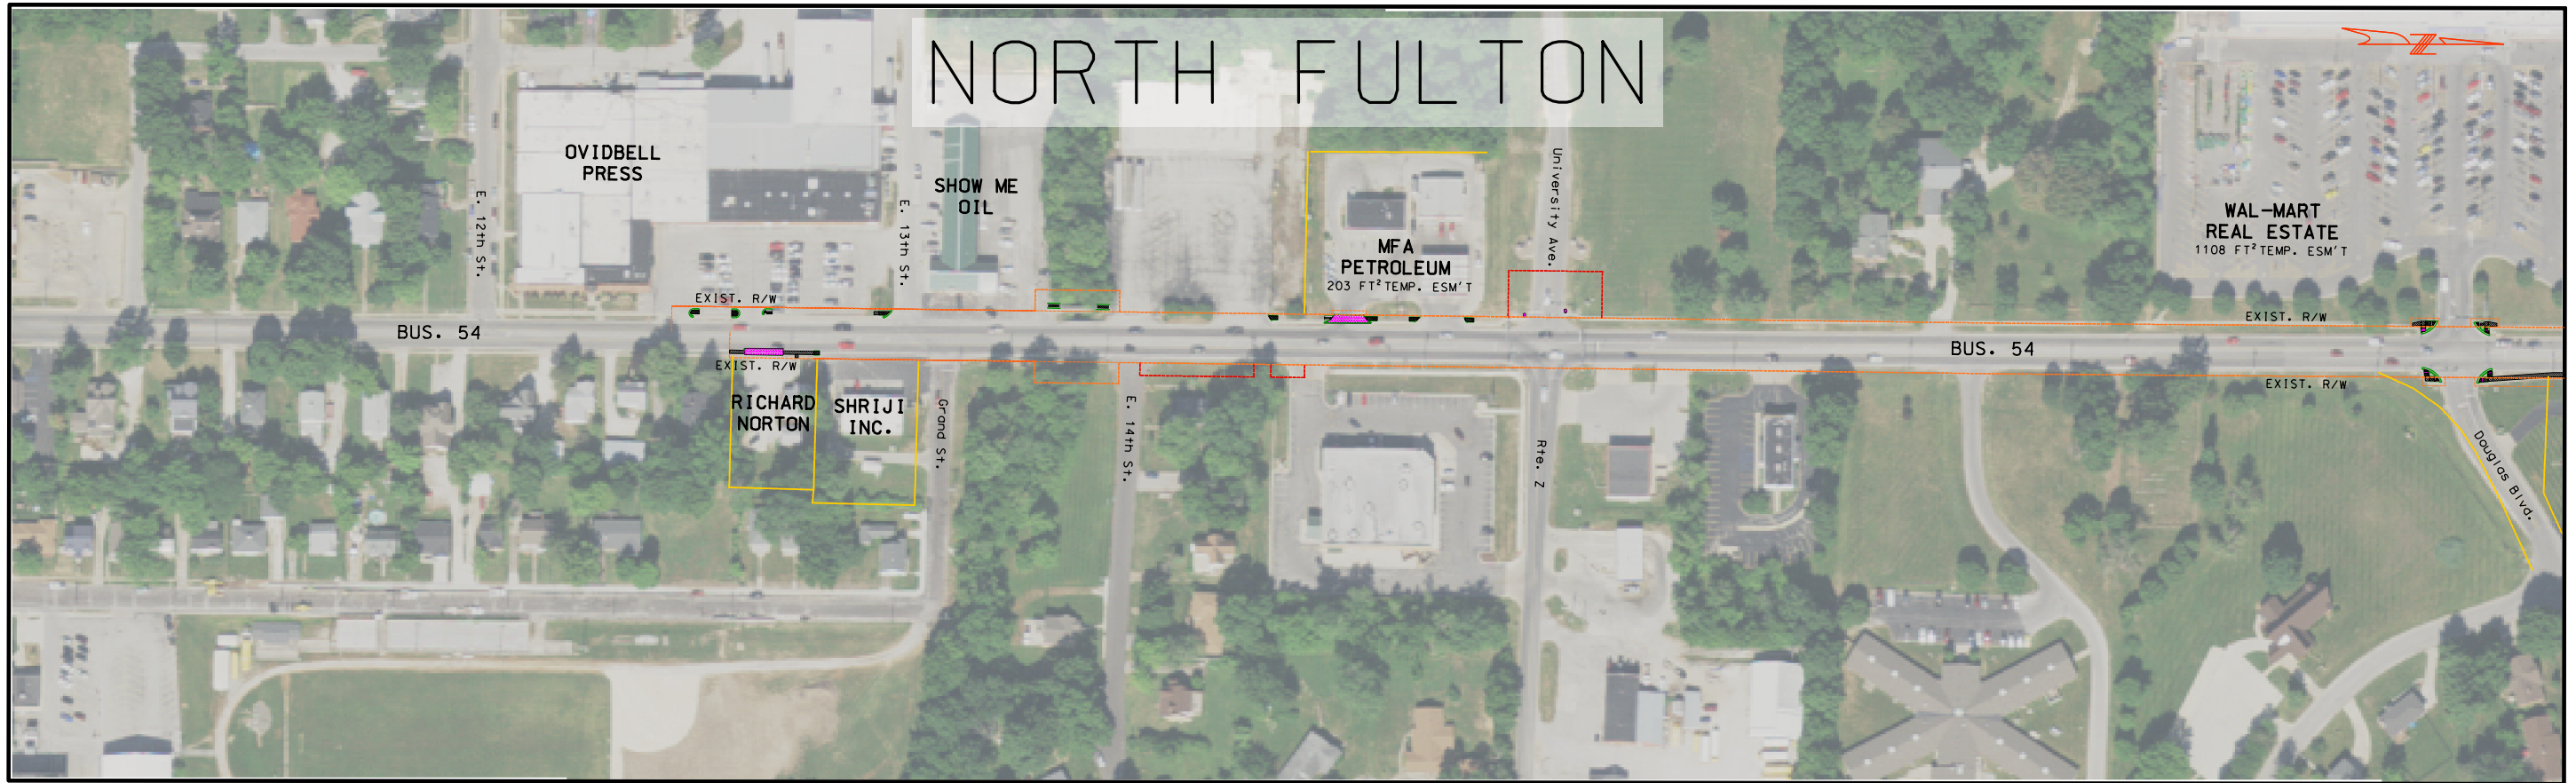 NORTH FULTON
OVIDBELL
PRESS
SHOW ME
OIL
MFA
PETROLEUM
203 FT² TEMP. ESM'T
WAL-MART
REAL ESTATE
1108 FT² TEMP. ESM'T
E. 12th St.
E. 13th St.
University Ave.
EXIST. R/W
EXIST. R/W
BUS. 54
BUS. 54
EXIST. R/W
EXIST. R/W
RICHARD
NORTON
SHRIJI
INC.
Grand St.
E. 14th St.
Rte. Z
Douglas Blvd.